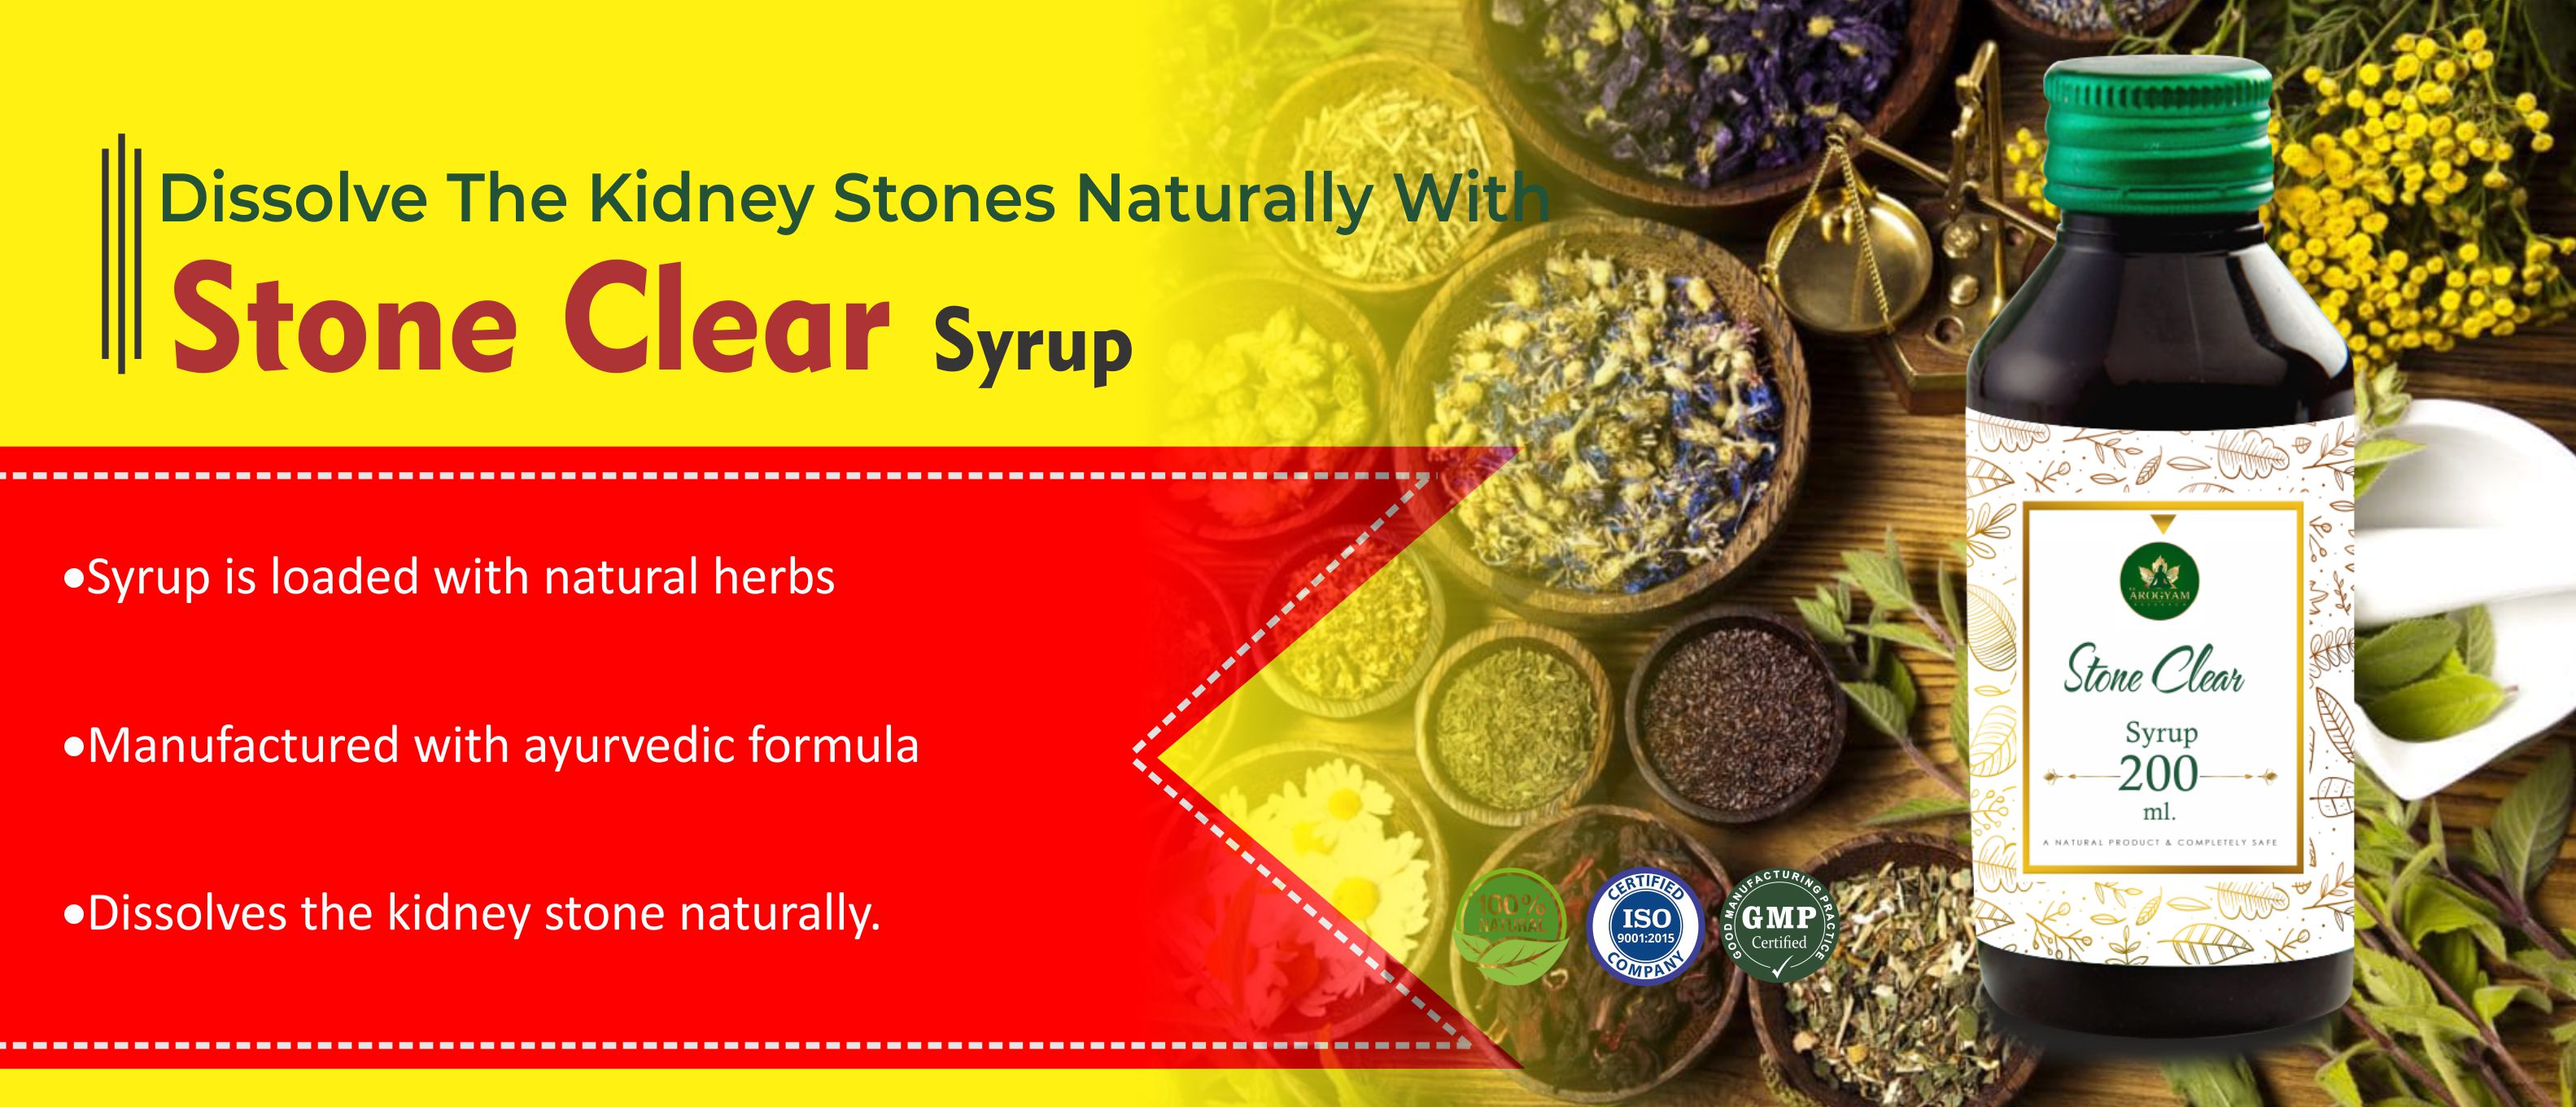 Dissolve The Kidney Stones Naturally With
Stone Clear Syrup
•Syrup is loaded with natural herbs
•Manufactured with ayurvedic formula
•Dissolves the kidney stone naturally.
100%
NATURAL
CERTIFIED
ISO
9001:2015
COMPANY
GOOD MANUFACTURING PRACTICE
GMP
Certified
AROGYAM
Stone Clear
Syrup
200
ml.
A NATURAL PRODUCT & COMPLETELY SAFE